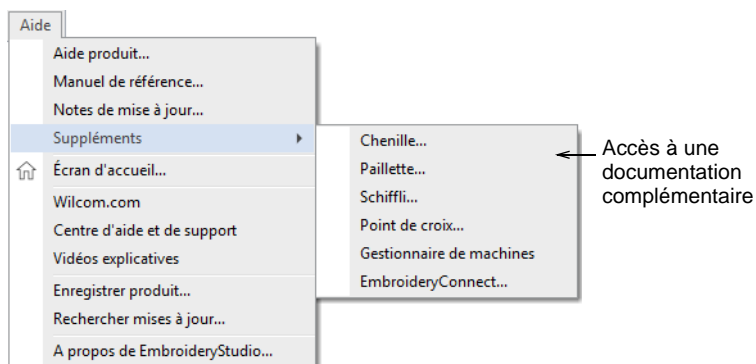 Aide
Aide produit...
Manuel de référence...
Notes de mise à jour...
Suppléments
Écran d'accueil...
Wilcom.com
Centre d'aide et de support
Vidéos explicatives
Enregistrer produit...
Rechercher mises à jour...
A propos de EmbroideryStudio...
Chenille...
Paillette...
Schiffli...
Point de croix...
Gestionnaire de machines
EmbroideryConnect...
Accès à une
documentation
complémentaire